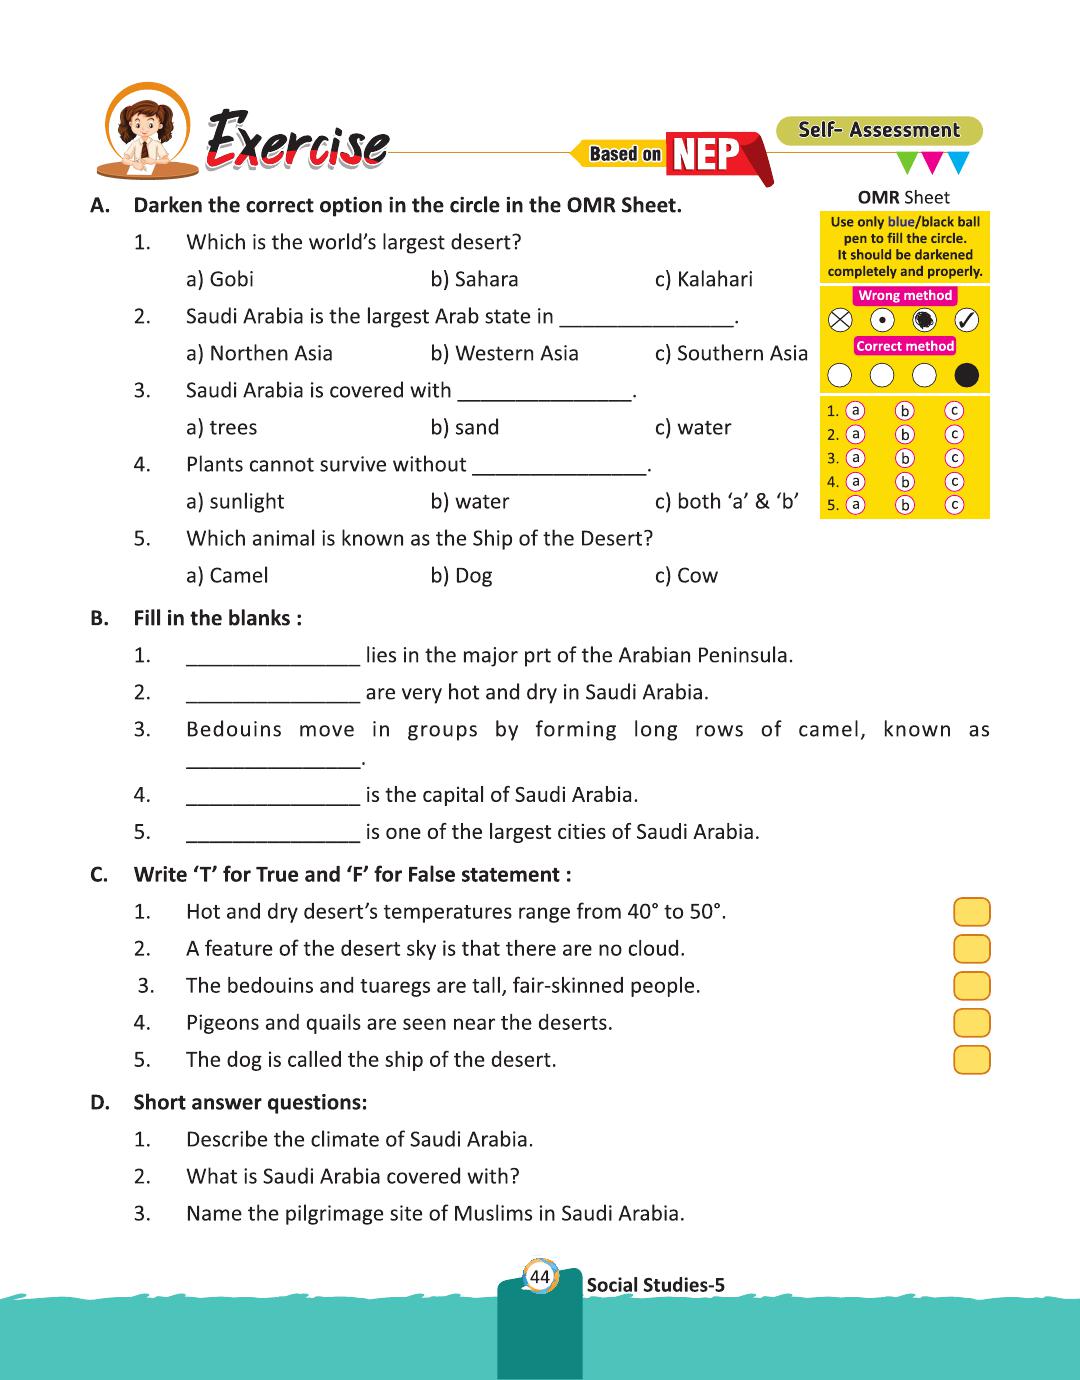 Exercise
Based on NEP
Self- Assessment
A. Darken the correct option in the circle in the OMR Sheet.
1. Which is the world's largest desert?
a) Gobi b) Sahara c) Kalahari
2. Saudi Arabia is the largest Arab state in _______________.
a) Northen Asia b) Western Asia c) Southern Asia
3. Saudi Arabia is covered with _______________.
a) trees b) sand c) water
4. Plants cannot survive without _______________.
a) sunlight b) water c) both ‘a’ & ‘b’
5. Which animal is known as the Ship of the Desert?
a) Camel b) Dog c) Cow
OMR Sheet
Use only blue/black ball
pen to fill the circle.
It should be darkened
completely and properly.
Wrong method
Correct method
1. a b c
2. a b c
3. a b c
4. a b c
5. a b c
B. Fill in the blanks :
1. _______________ lies in the major prt of the Arabian Peninsula.
2. _______________ are very hot and dry in Saudi Arabia.
3. Bedouins move in groups by forming long rows of camel, known as
_______________.
4. _______________ is the capital of Saudi Arabia.
5. _______________ is one of the largest cities of Saudi Arabia.
C. Write ‘T’ for True and ‘F’ for False statement :
1. Hot and dry desert's temperatures range from 40° to 50°.
2. A feature of the desert sky is that there are no cloud.
3. The bedouins and tuaregs are tall, fair-skinned people.
4. Pigeons and quails are seen near the deserts.
5. The dog is called the ship of the desert.
D. Short answer questions:
1. Describe the climate of Saudi Arabia.
2. What is Saudi Arabia covered with?
3. Name the pilgrimage site of Muslims in Saudi Arabia.
44
Social Studies-5